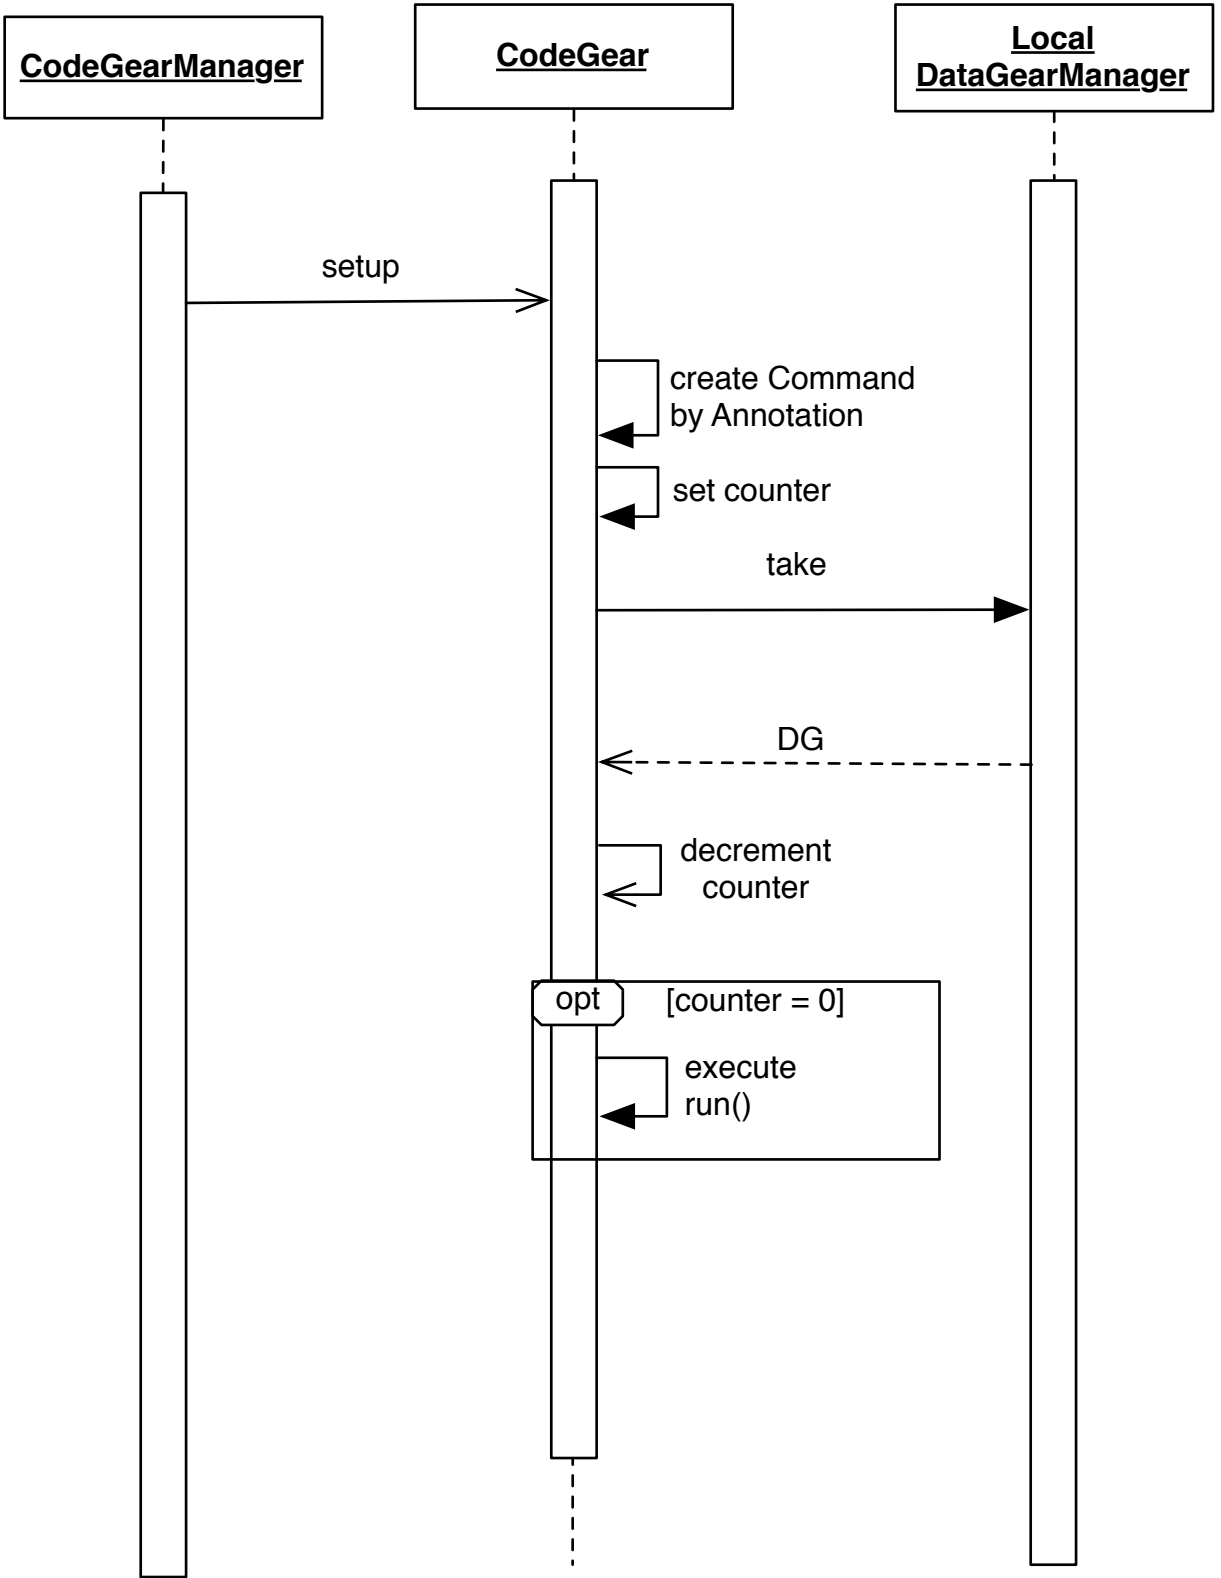 CodeGearManager
CodeGear
Local
DataGearManager
setup
create Command
by Annotation
set counter
take
DG
decrement
counter
opt
[counter = 0]
execute
run()